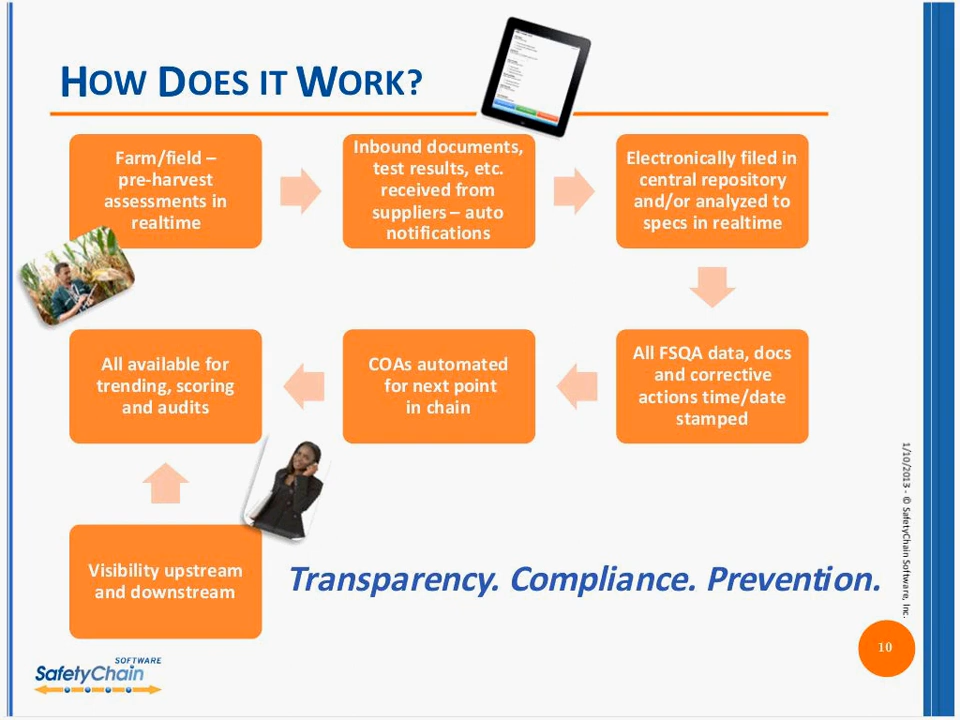 HOW DOES IT WORK?
Farm/field –
pre-harvest
assessments in
realtime
Inbound documents,
test results, etc.
received from
suppliers – auto
notifications
Electronically filed in
central repository
and/or analyzed to
specs in realtime
All FSQA data, docs
and corrective
actions time/date
stamped
COAs automated
for next point
in chain
All available for
trending, scoring
and audits
Visibility upstream
and downstream
Transparency. Compliance. Prevention.
1/10/2013 - © SafetyChain Software, Inc.
10
SOFTWARE
SafetyChain